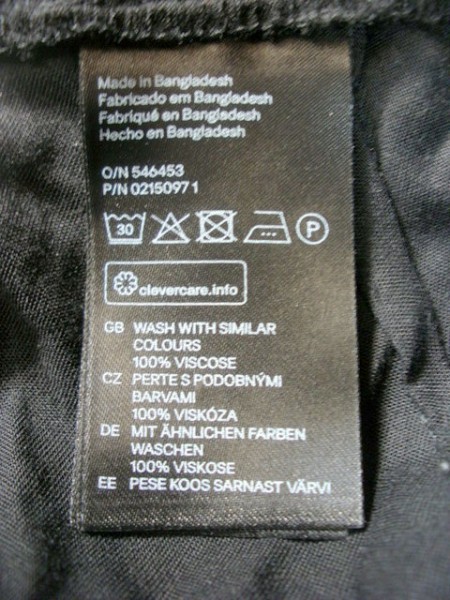 Made in Bangladesh
Fabricado em Bangladesh
Fabriqué en Bangladesh
Hecho en Bangladesh
O/N 546453
P/N 02150971
30 P
clevercare.info
GB WASH WITH SIMILAR
COLOURS
100% VISCOSE
CZ PERTE S PODOBNÝMI
BARVAMI
100% VISKÓZA
DE MIT ÄHNLICHEN FARBEN
WASCHEN
100% VISKOSE
EE PESE KOOS SARNAST VÄRVI